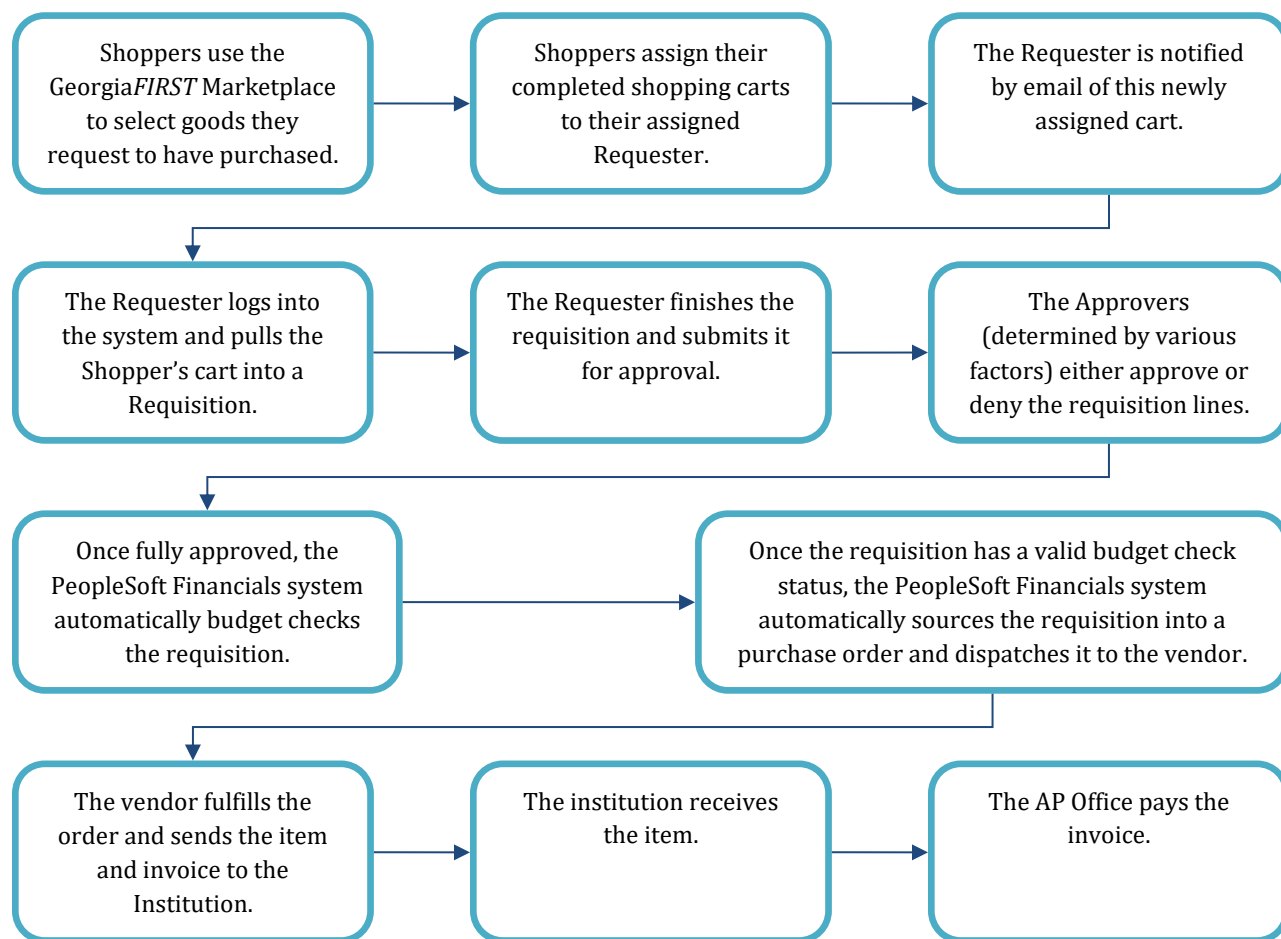 Shoppers use the
GeorgiaFIRST Marketplace
to select goods they
request to have purchased.
Shoppers assign their
completed shopping carts
to their assigned
Requester.
The Requester is notified
by email of this newly
assigned cart.
The Requester logs into
the system and pulls the
Shopper’s cart into a
Requisition.
The Requester finishes the
requisition and submits it
for approval.
The Approvers
(determined by various
factors) either approve or
deny the requisition lines.
Once fully approved, the
PeopleSoft Financials system
automatically budget checks
the requisition.
Once the requisition has a valid budget check
status, the PeopleSoft Financials system
automatically sources the requisition into a
purchase order and dispatches it to the vendor.
The vendor fulfills the
order and sends the item
and invoice to the
Institution.
The institution receives
the item.
The AP Office pays the
invoice.